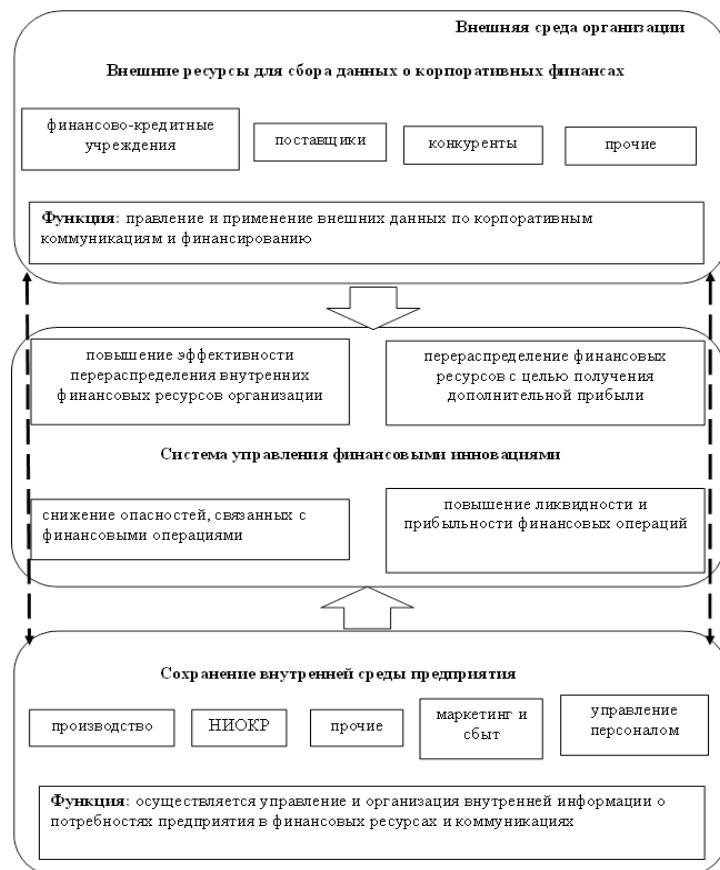 Внешняя среда организации
Внешние ресурсы для сбора данных о корпоративных финансах
финансово-кредитные
учреждения
поставщики
конкуренты
прочие
Функция: правление и применение внешних данных по корпоративным
коммуникациям и финансированию
повышение эффективности
перераспределения внутренних
финансовых ресурсов организации
перераспределение финансовых
ресурсов с целью получения
дополнительной прибыли
Система управления финансовыми инновациями
снижение опасностей, связанных с
финансовыми операциями
повышение ликвидности и
прибыльности финансовых операций
Сохранение внутренней среды предприятия
производство
НИОКР
прочие
маркетинг и
сбыт
управление
персоналом
Функция: осуществляется управление и организация внутренней информации о
потребностях предприятия в финансовых ресурсах и коммуникациях